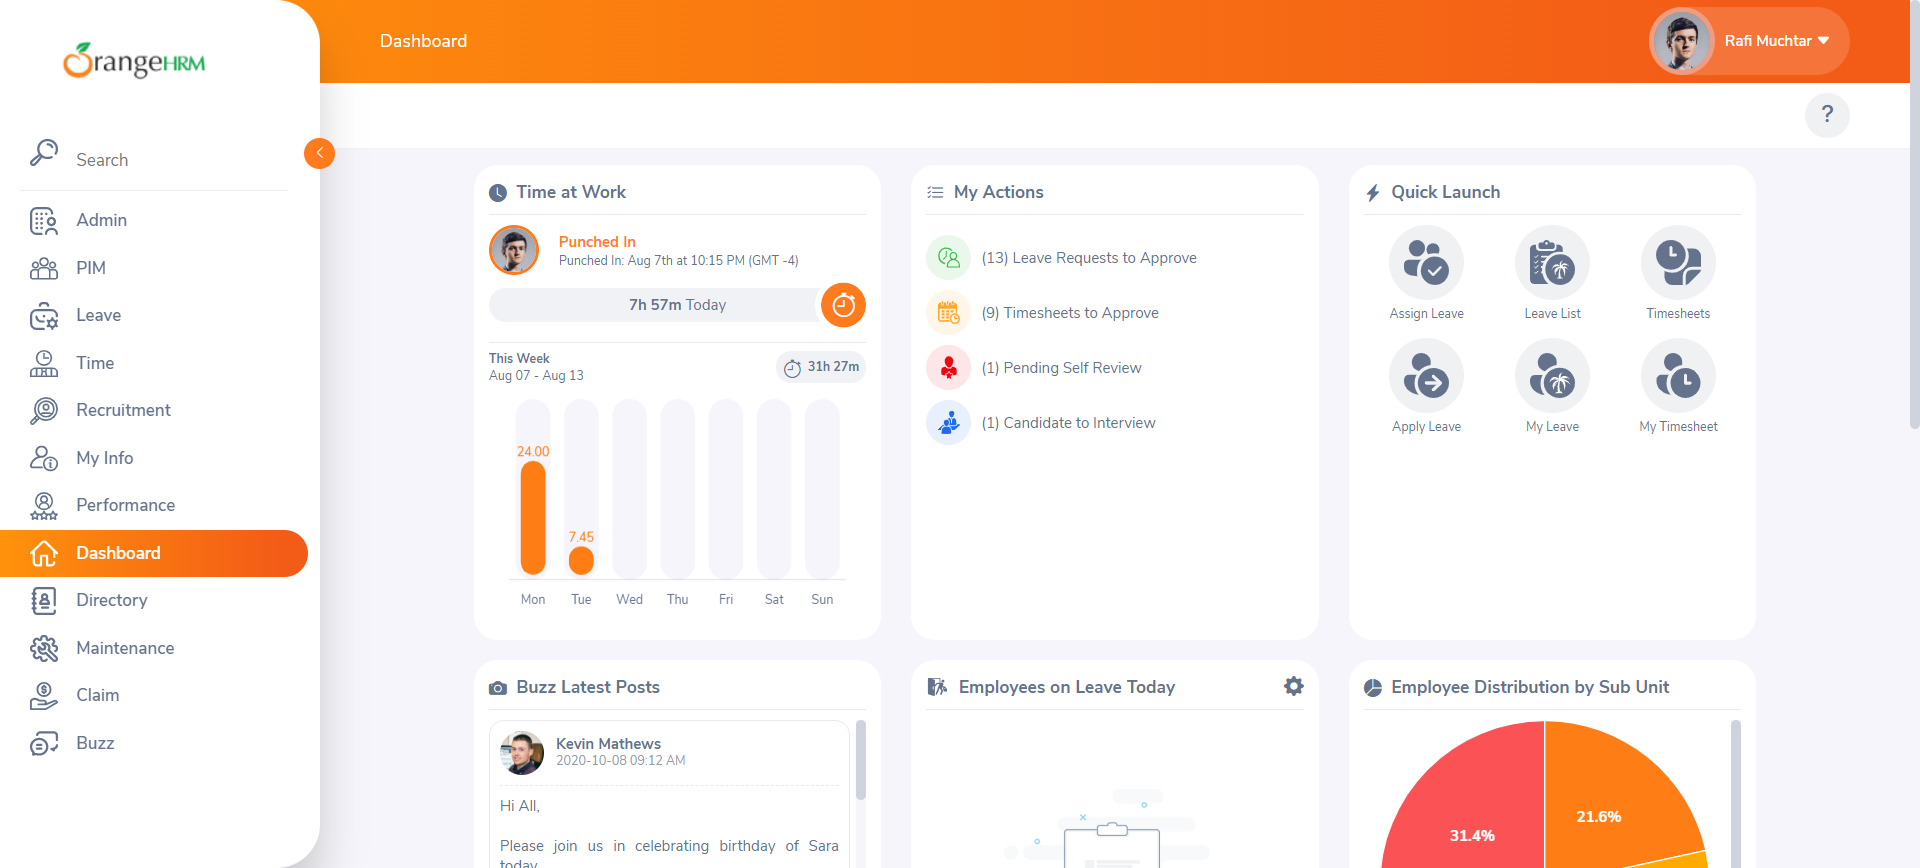 OrangeHRM
Search
Admin
PIM
Leave
Time
Recruitment
My Info
Performance
Dashboard
Directory
Maintenance
Claim
Buzz
Dashboard
Rafi Muchtar
?
Time at Work
Punched In
Punched In: Aug 7th at 10:15 PM (GMT -4)
7h 57m Today
This Week
Aug 07 - Aug 13
31h 27m
24.00
7.45
Mon Tue Wed Thu Fri Sat Sun
My Actions
(13) Leave Requests to Approve
(9) Timesheets to Approve
(1) Pending Self Review
(1) Candidate to Interview
Quick Launch
Assign Leave Leave List Timesheets
Apply Leave My Leave My Timesheet
Buzz Latest Posts
Kevin Mathews
2020-10-08 09:12 AM
Hi All,
Please join us in celebrating birthday of Sara
today
Employees on Leave Today
Employee Distribution by Sub Unit
21.6%
31.4%